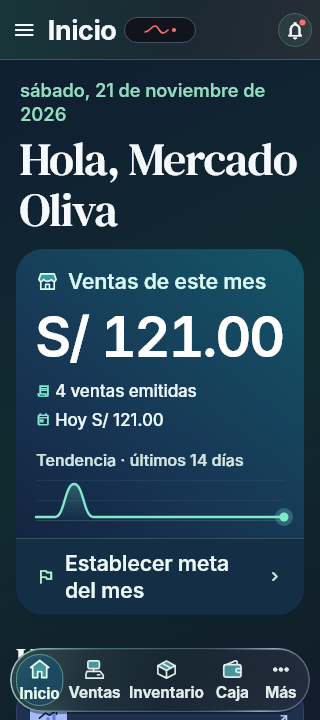 Inicio
sábado, 21 de noviembre de
2026
Hola, Mercado
Oliva
Ventas de este mes
S/ 121.00
4 ventas emitidas
Hoy S/ 121.00
Tendencia · últimos 14 días
Establecer meta
del mes
Inicio
Ventas
Inventario
Caja
Más